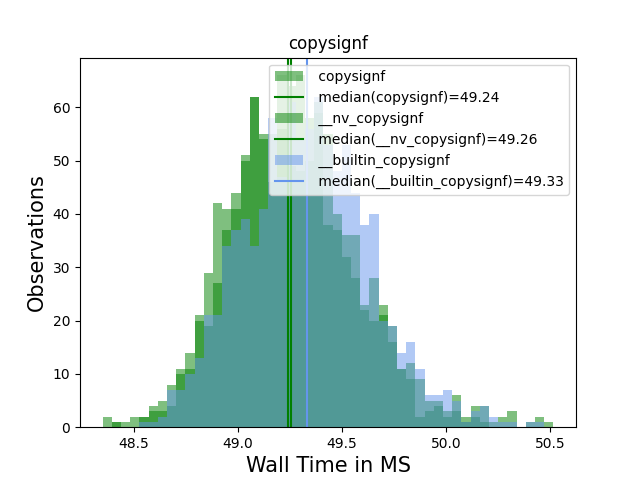 copysignf
copysignf
median(copysignf)=49.24
__nv_copysignf
median(__nv_copysignf)=49.26
__builtin_copysignf
median(__builtin_copysignf)=49.33
Observations
60
50
40
30
20
10
0
48.5 49.0 49.5 50.0 50.5
Wall Time in MS